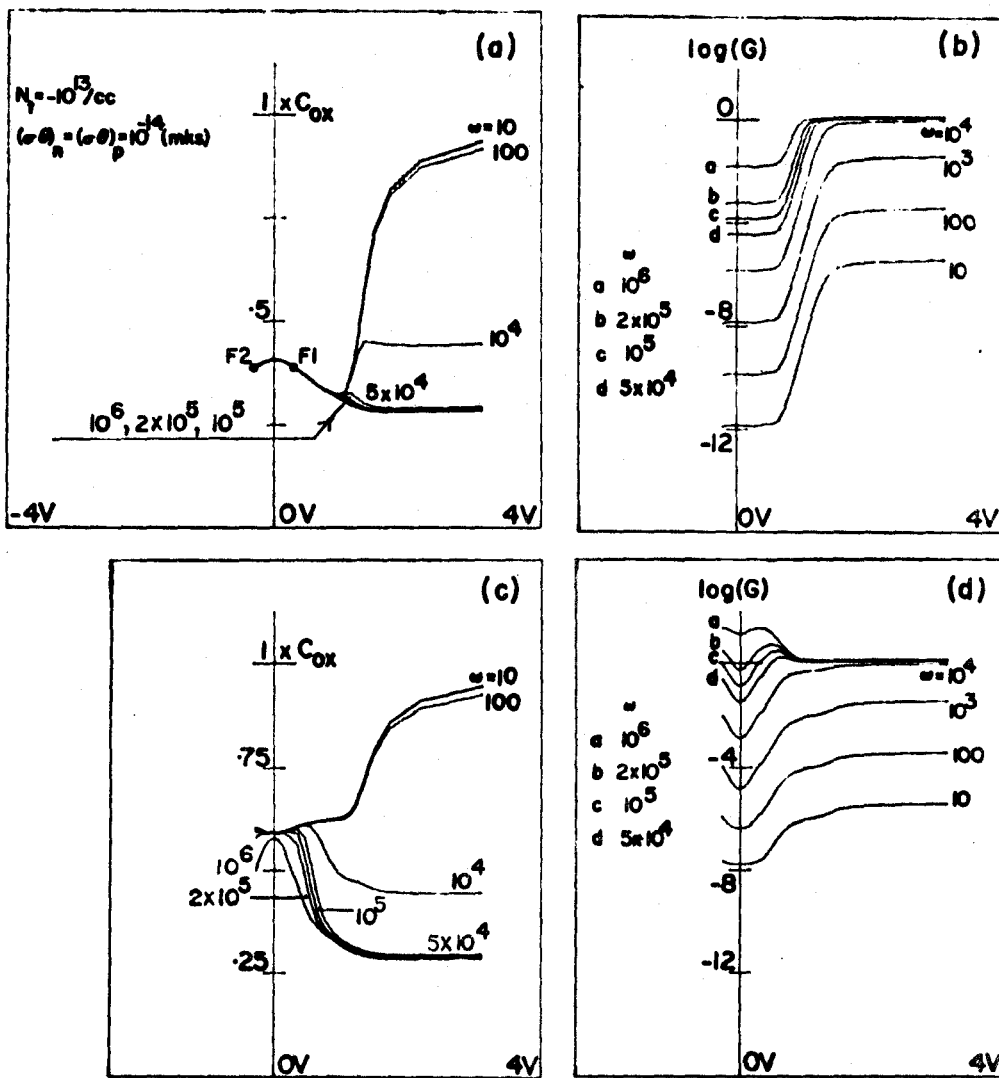 (a)
N_T=-10^13/cc
(σθ)_n=(σθ)_p=10^-14 (mks)
1 x C_OX
ω=10
100
.5
10^4
F2
F1
5x10^4
10^6, 2x10^5, 10^5
-4V
0V
4V
(b)
log(G)
0
ω=10^4
10^3
100
10
a
b
c
d
ω
a 10^6
b 2x10^5
c 10^5
d 5x10^4
-8
-12
0V
4V
(c)
1 x C_OX
ω=10
100
.75
10^6
2x10^5
10^5
10^4
5x10^4
.25
0V
4V
(d)
log(G)
a
b
c
d
ω=10^4
10^3
100
10
ω
a 10^6
b 2x10^5
c 10^5
d 5x10^4
-4
-8
-12
0V
4V